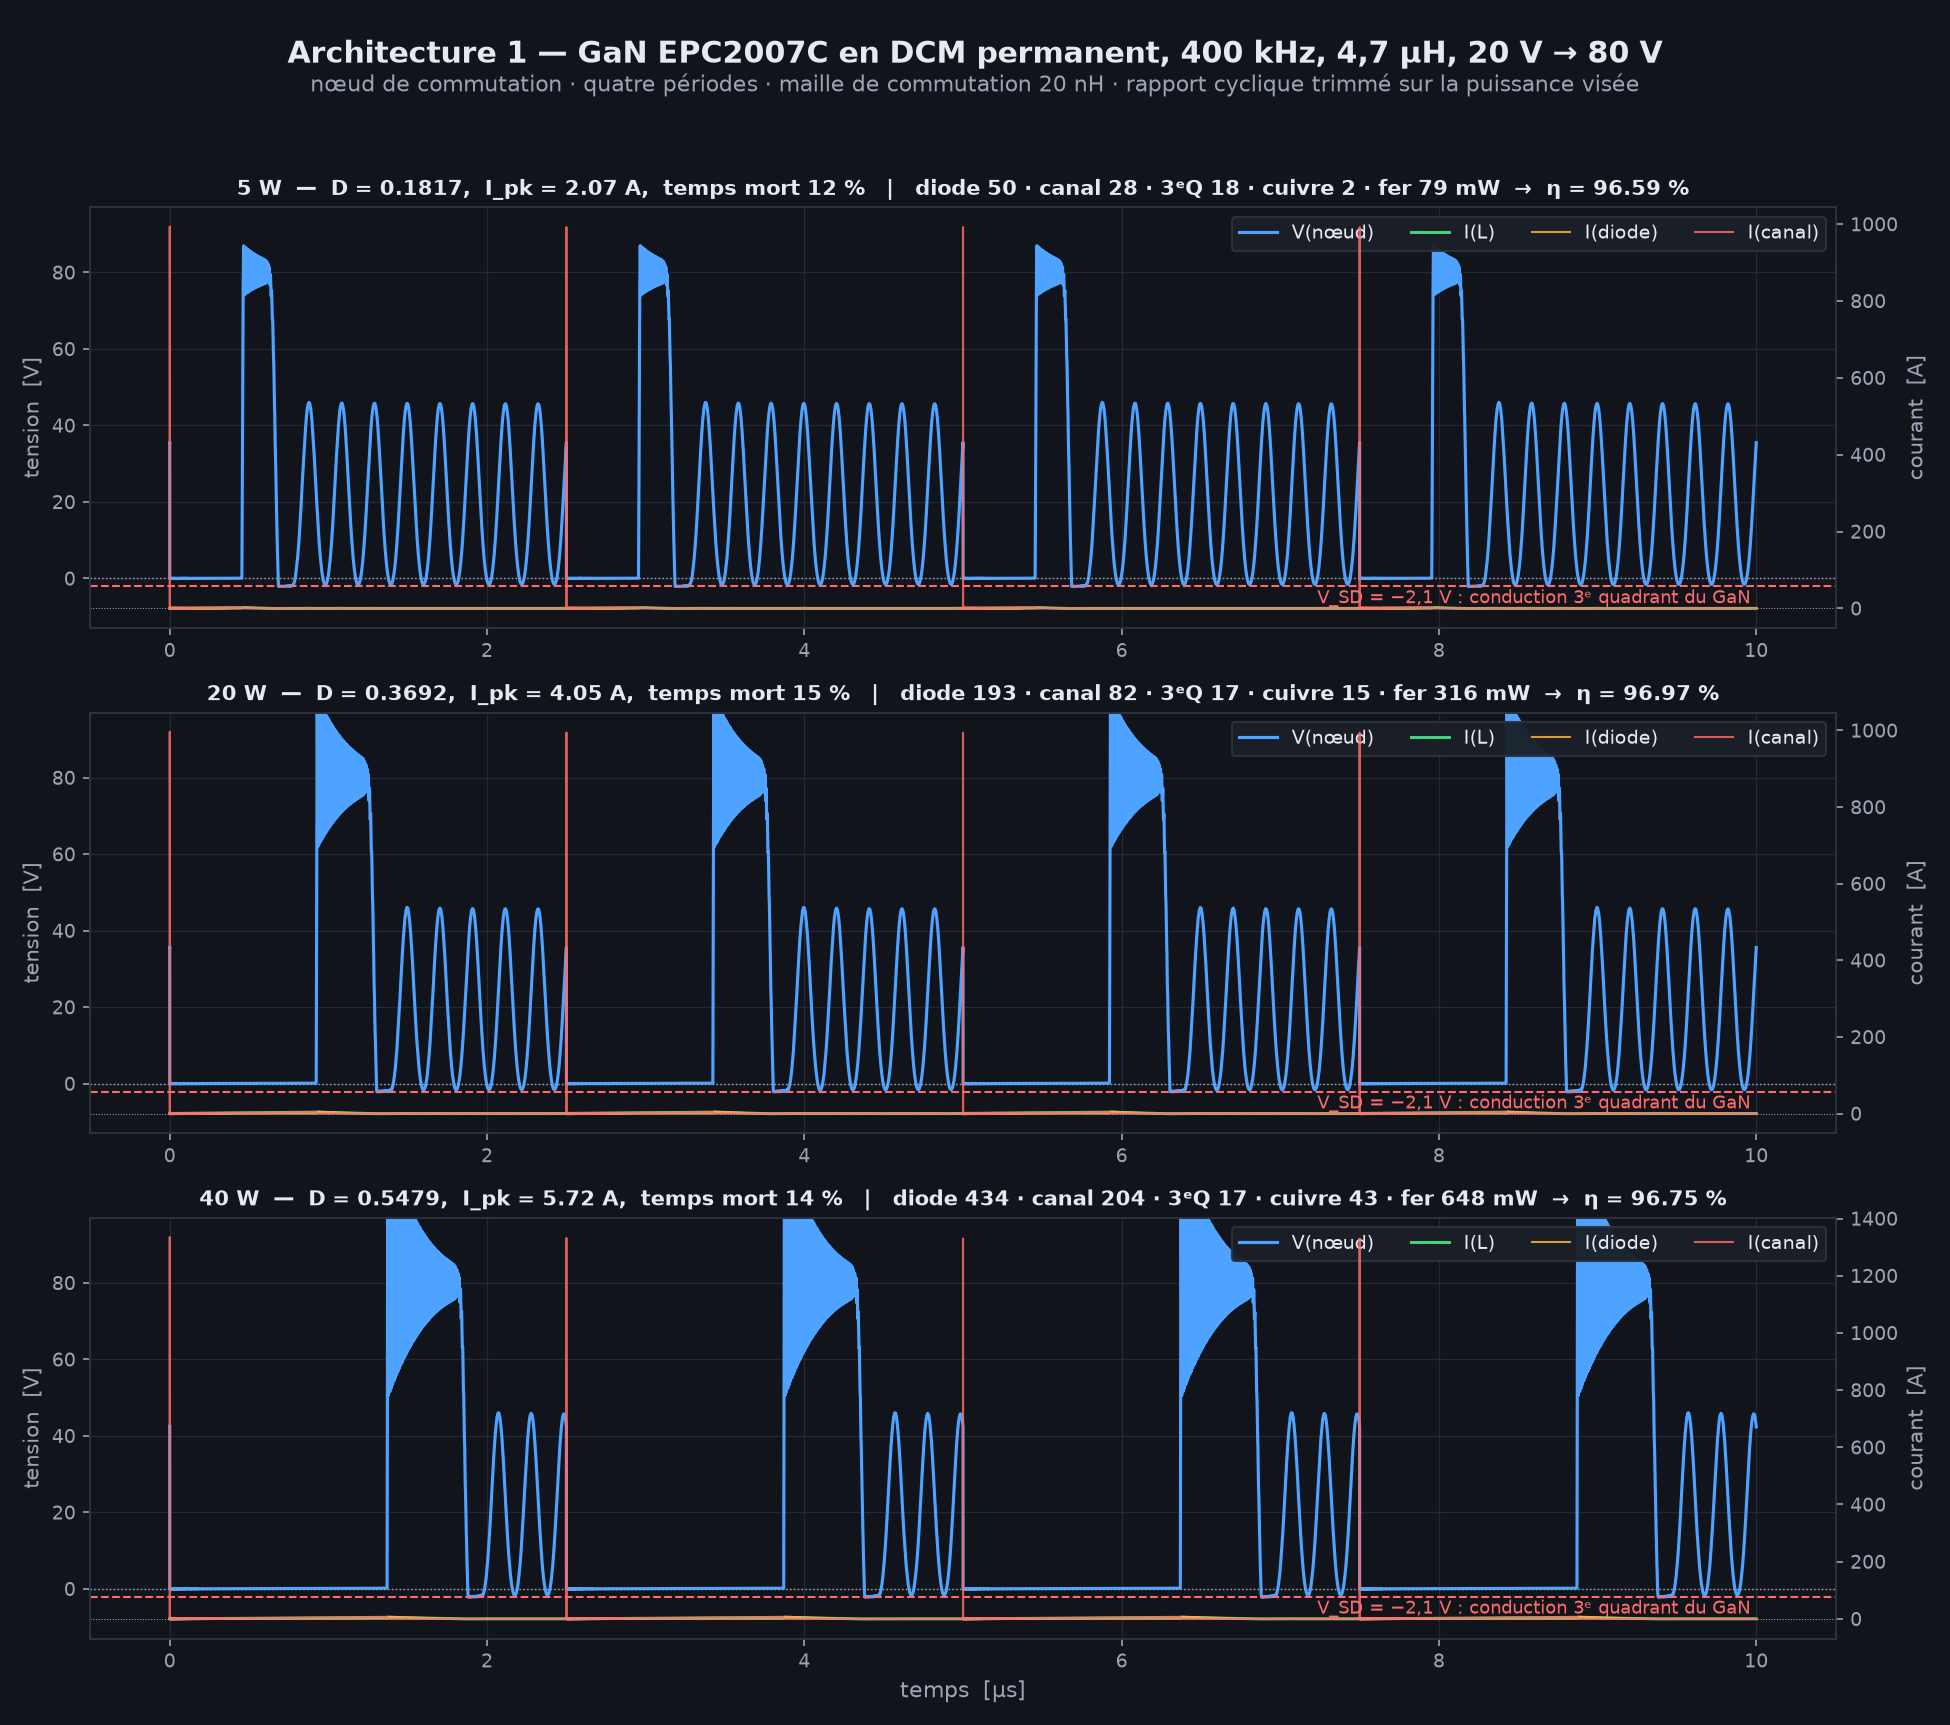 Architecture 1 — GaN EPC2007C en DCM permanent, 400 kHz, 4,7 µH, 20 V → 80 V
nœud de commutation · quatre périodes · maille de commutation 20 nH · rapport cyclique trimmé sur la puissance visée
5 W — D = 0.1817, I_pk = 2.07 A, temps mort 12 % | diode 50 · canal 28 · 3ᵉQ 18 · cuivre 2 · fer 79 mW → η = 96.59 %
V(nœud) I(L) I(diode) I(canal)
tension [V]
80
60
40
20
0
courant [A]
1000
800
600
400
200
0
V_SD = −2,1 V : conduction 3ᵉ quadrant du GaN
0 2 4 6 8 10
20 W — D = 0.3692, I_pk = 4.05 A, temps mort 15 % | diode 193 · canal 82 · 3ᵉQ 17 · cuivre 15 · fer 316 mW → η = 96.97 %
V(nœud) I(L) I(diode) I(canal)
tension [V]
80
60
40
20
0
courant [A]
1000
800
600
400
200
0
V_SD = −2,1 V : conduction 3ᵉ quadrant du GaN
0 2 4 6 8 10
40 W — D = 0.5479, I_pk = 5.72 A, temps mort 14 % | diode 434 · canal 204 · 3ᵉQ 17 · cuivre 43 · fer 648 mW → η = 96.75 %
V(nœud) I(L) I(diode) I(canal)
tension [V]
80
60
40
20
0
courant [A]
1400
1200
1000
800
600
400
200
0
V_SD = −2,1 V : conduction 3ᵉ quadrant du GaN
0 2 4 6 8 10
temps [µs]